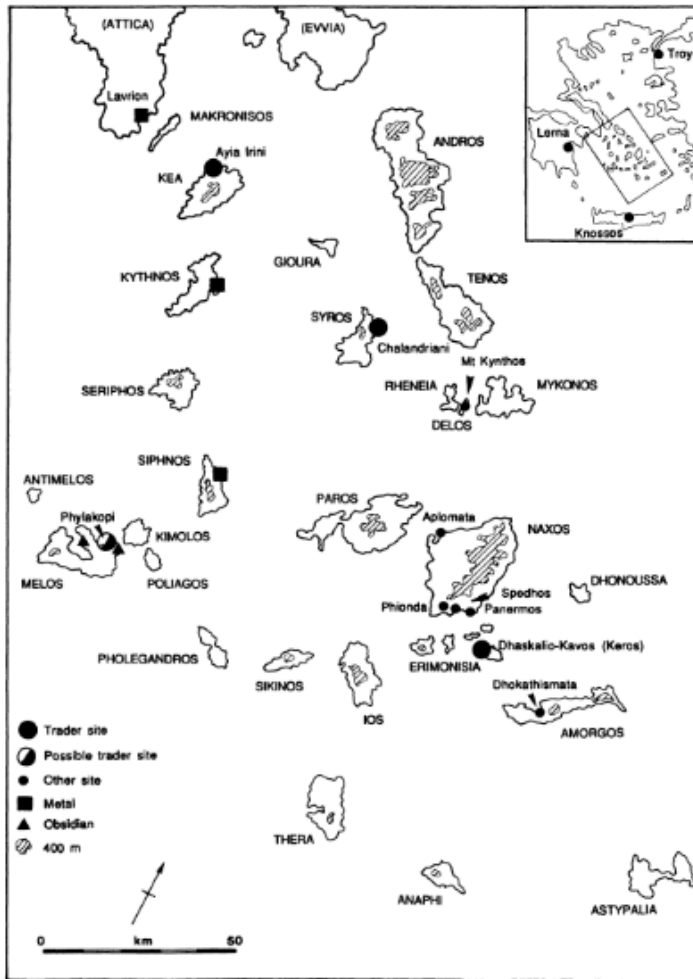 (ATTICA)
(EVVIA)
Troy
Lavrion
MAKRONISOS
Lerna
Ayia Irini
ANDROS
KEA
Knossos
GIOURA
KYTHNOS
TENOS
SYROS
Chalandriani
Mt Kynthos
RHENEIA
MYKONOS
SERIPHOS
DELOS
SIPHNOS
ANTIMELOS
PAROS
Aplomata
NAXOS
Phylakopi
KIMOLOS
DHONOUSSA
MELOS
POLIAGOS
Spedhos
Phionda
Panermos
PHOLEGANDROS
ERIMONISIA
Dhaskalio-Kavos (Keros)
SIKINOS
Dhokathismata
IOS
AMORGOS
Trader site
Possible trader site
Other site
Metal
Obsidian
400 m
THERA
ANAPHI
ASTYPALIA
0 km 50